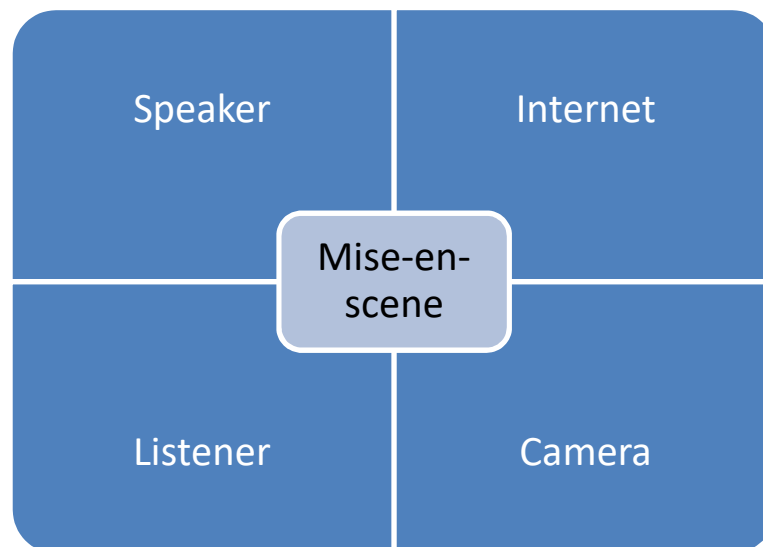 Speaker
Internet
Mise-en-
scene
Listener
Camera